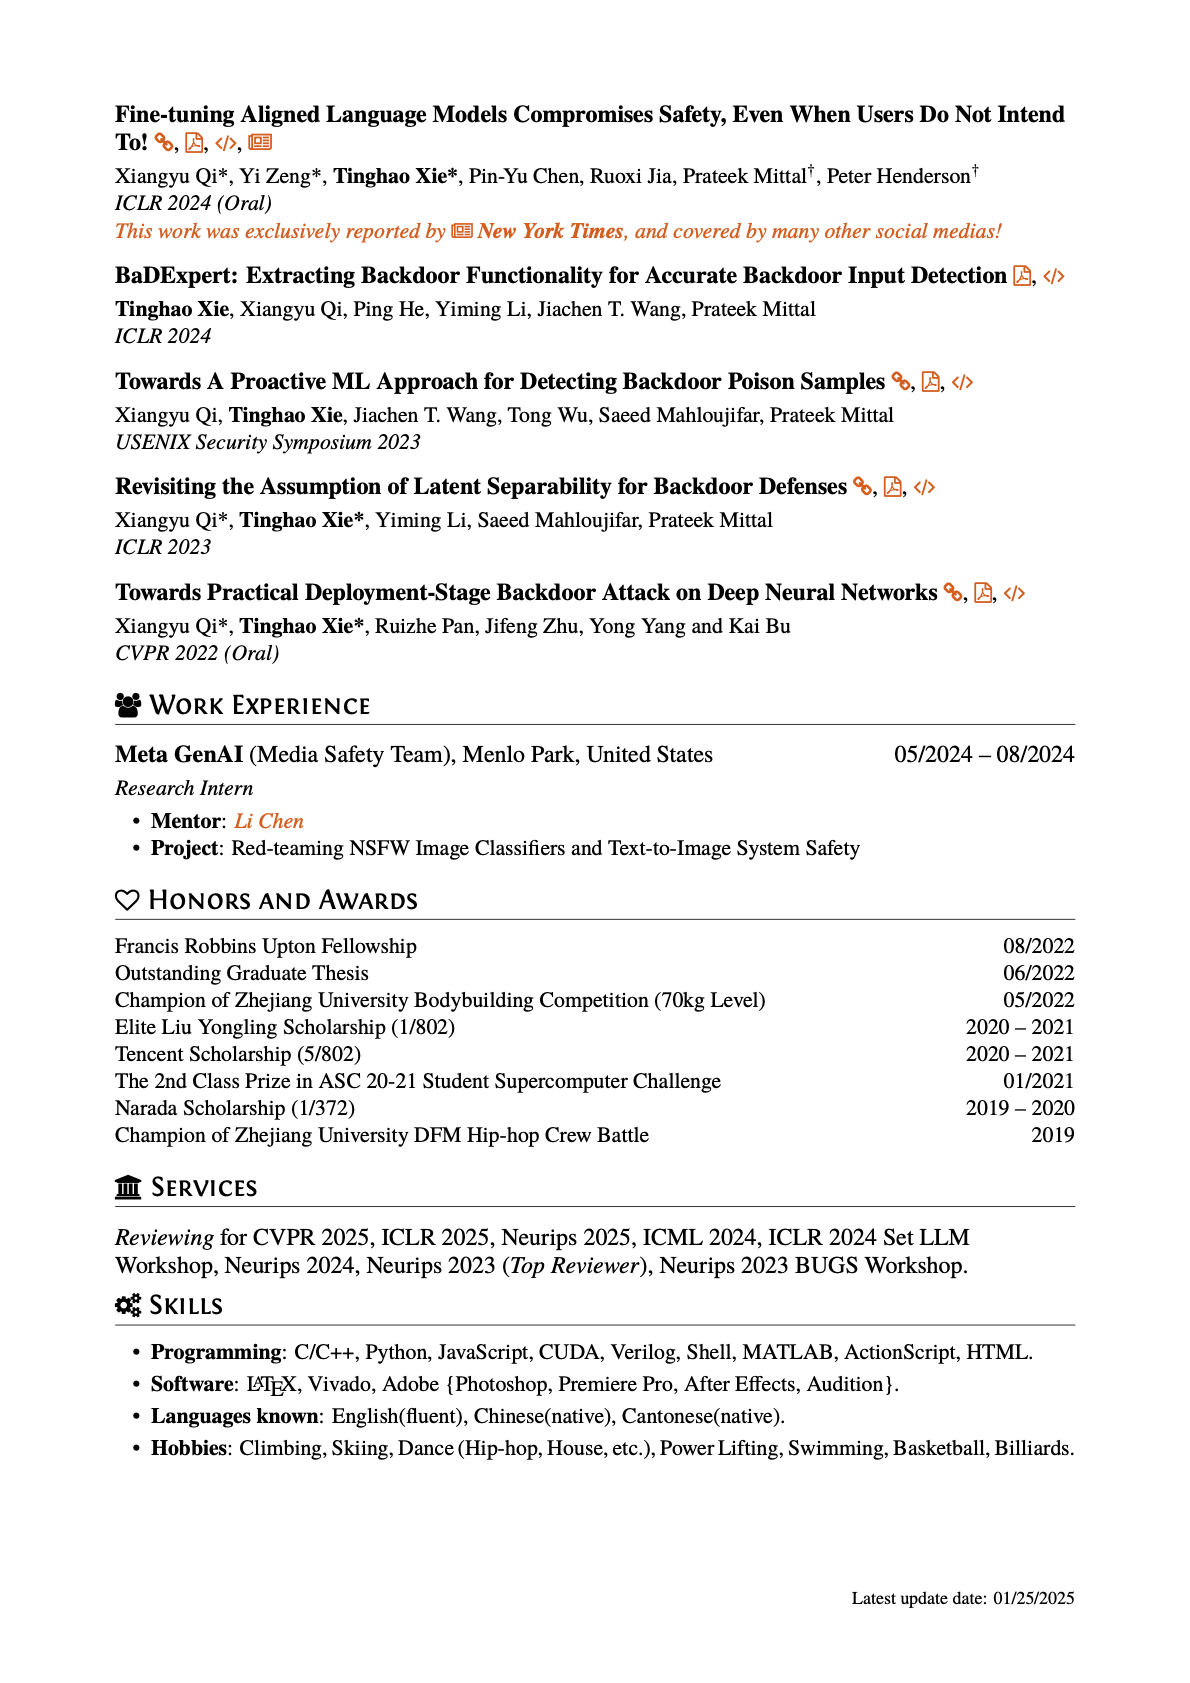 Fine-tuning Aligned Language Models Compromises Safety, Even When Users Do Not Intend
To! , , </>,
Xiangyu Qi*, Yi Zeng*, Tinghao Xie*, Pin-Yu Chen, Ruoxi Jia, Prateek Mittal†, Peter Henderson†
ICLR 2024 (Oral)
This work was exclusively reported by New York Times, and covered by many other social medias!
BaDExpert: Extracting Backdoor Functionality for Accurate Backdoor Input Detection , </>
Tinghao Xie, Xiangyu Qi, Ping He, Yiming Li, Jiachen T. Wang, Prateek Mittal
ICLR 2024
Towards A Proactive ML Approach for Detecting Backdoor Poison Samples , , </>
Xiangyu Qi, Tinghao Xie, Jiachen T. Wang, Tong Wu, Saeed Mahloujifar, Prateek Mittal
USENIX Security Symposium 2023
Revisiting the Assumption of Latent Separability for Backdoor Defenses , , </>
Xiangyu Qi*, Tinghao Xie*, Yiming Li, Saeed Mahloujifar, Prateek Mittal
ICLR 2023
Towards Practical Deployment-Stage Backdoor Attack on Deep Neural Networks , , </>
Xiangyu Qi*, Tinghao Xie*, Ruizhe Pan, Jifeng Zhu, Yong Yang and Kai Bu
CVPR 2022 (Oral)
Work Experience
Meta GenAI (Media Safety Team), Menlo Park, United States 05/2024 – 08/2024
Research Intern
• Mentor: Li Chen
• Project: Red-teaming NSFW Image Classifiers and Text-to-Image System Safety
Honors and Awards
Francis Robbins Upton Fellowship 08/2022
Outstanding Graduate Thesis 06/2022
Champion of Zhejiang University Bodybuilding Competition (70kg Level) 05/2022
Elite Liu Yongling Scholarship (1/802) 2020 – 2021
Tencent Scholarship (5/802) 2020 – 2021
The 2nd Class Prize in ASC 20-21 Student Supercomputer Challenge 01/2021
Narada Scholarship (1/372) 2019 – 2020
Champion of Zhejiang University DFM Hip-hop Crew Battle 2019
Services
Reviewing for CVPR 2025, ICLR 2025, Neurips 2025, ICML 2024, ICLR 2024 Set LLM
Workshop, Neurips 2024, Neurips 2023 (Top Reviewer), Neurips 2023 BUGS Workshop.
Skills
• Programming: C/C++, Python, JavaScript, CUDA, Verilog, Shell, MATLAB, ActionScript, HTML.
• Software: LATEX, Vivado, Adobe {Photoshop, Premiere Pro, After Effects, Audition}.
• Languages known: English(fluent), Chinese(native), Cantonese(native).
• Hobbies: Climbing, Skiing, Dance (Hip-hop, House, etc.), Power Lifting, Swimming, Basketball, Billiards.
Latest update date: 01/25/2025